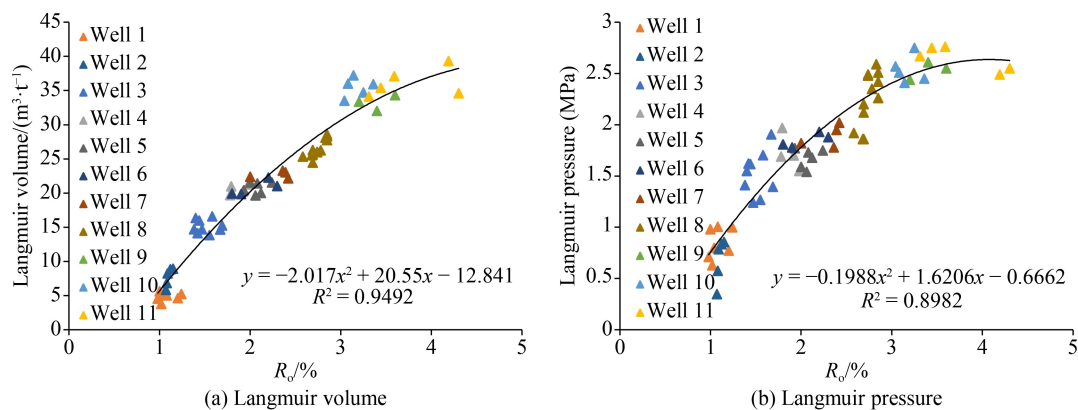 45
40
35
30
25
20
15
10
5
0
Langmuir volume/(m³·t⁻¹)
Well 1
Well 2
Well 3
Well 4
Well 5
Well 6
Well 7
Well 8
Well 9
Well 10
Well 11
y = −2.017x² + 20.55x − 12.841
R² = 0.9492
0 1 2 3 4 5
Rₒ/%
(a) Langmuir volume
3
2.5
2
1.5
1
0.5
0
Langmuir pressure (MPa)
Well 1
Well 2
Well 3
Well 4
Well 5
Well 6
Well 7
Well 8
Well 9
Well 10
Well 11
y = −0.1988x² + 1.6206x − 0.6662
R² = 0.8982
0 1 2 3 4 5
Rₒ/%
(b) Langmuir pressure